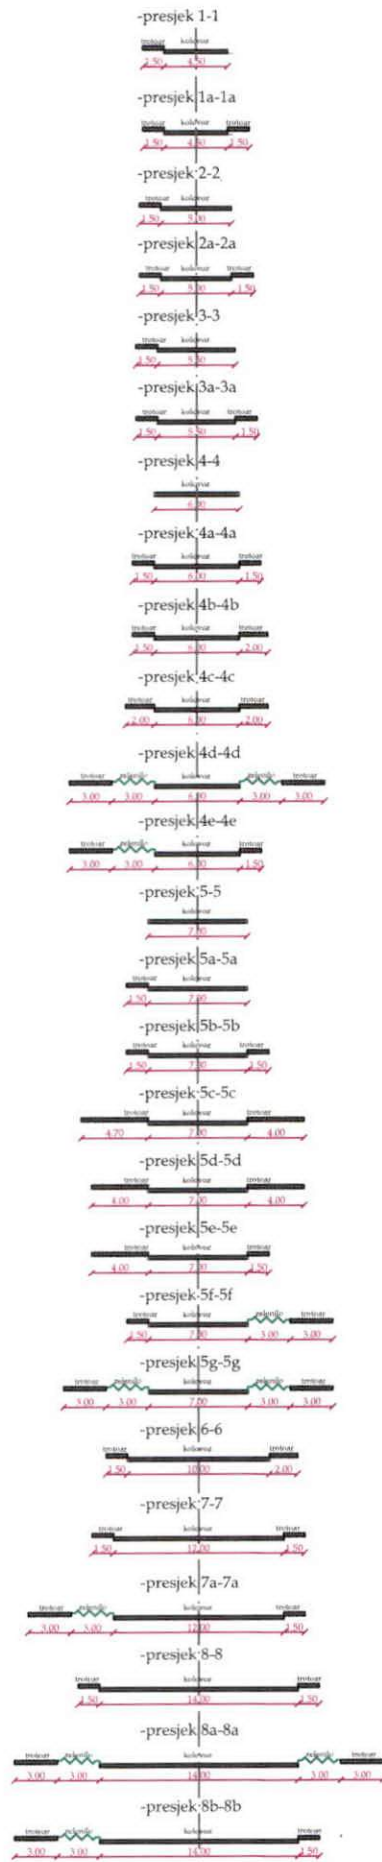 -presjek 1-1
trotoar kolovoz
1.50 4.50
-presjek 1a-1a
trotoar kolovoz trotoar
1.50 4.50 1.50
-presjek 2-2
trotoar kolovoz
1.50 5.00
-presjek 2a-2a
trotoar kolovoz trotoar
1.50 5.00 1.50
-presjek 3-3
trotoar kolovoz
1.50 5.50
-presjek 3a-3a
trotoar kolovoz trotoar
1.50 5.50 1.50
-presjek 4-4
kolovoz
6.00
-presjek 4a-4a
trotoar kolovoz trotoar
1.50 6.00 1.50
-presjek 4b-4b
trotoar kolovoz trotoar
1.50 6.00 2.00
-presjek 4c-4c
trotoar kolovoz trotoar
2.00 6.00 2.00
-presjek 4d-4d
trotoar zelenilo kolovoz zelenilo trotoar
3.00 3.00 6.00 3.00 3.00
-presjek 4e-4e
trotoar zelenilo kolovoz trotoar
3.00 3.00 6.00 1.50
-presjek 5-5
kolovoz
7.00
-presjek 5a-5a
trotoar kolovoz
1.50 7.00
-presjek 5b-5b
trotoar kolovoz trotoar
1.50 7.00 1.50
-presjek 5c-5c
trotoar kolovoz trotoar
4.70 7.00 4.00
-presjek 5d-5d
trotoar kolovoz trotoar
4.00 7.00 4.00
-presjek 5e-5e
trotoar kolovoz trotoar
4.00 7.00 1.50
-presjek 5f-5f
trotoar kolovoz zelenilo trotoar
1.50 7.00 3.00 3.00
-presjek 5g-5g
trotoar zelenilo kolovoz zelenilo trotoar
3.00 3.00 7.00 3.00 3.00
-presjek 6-6
trotoar kolovoz trotoar
1.50 10.00 2.00
-presjek 7-7
trotoar kolovoz trotoar
1.50 12.00 1.50
-presjek 7a-7a
trotoar zelenilo kolovoz trotoar
3.00 3.00 12.00 1.50
-presjek 8-8
trotoar kolovoz trotoar
1.50 14.00 1.50
-presjek 8a-8a
trotoar zelenilo kolovoz zelenilo trotoar
3.00 3.00 14.00 3.00 3.00
-presjek 8b-8b
trotoar zelenilo kolovoz trotoar
3.00 3.00 14.00 1.50